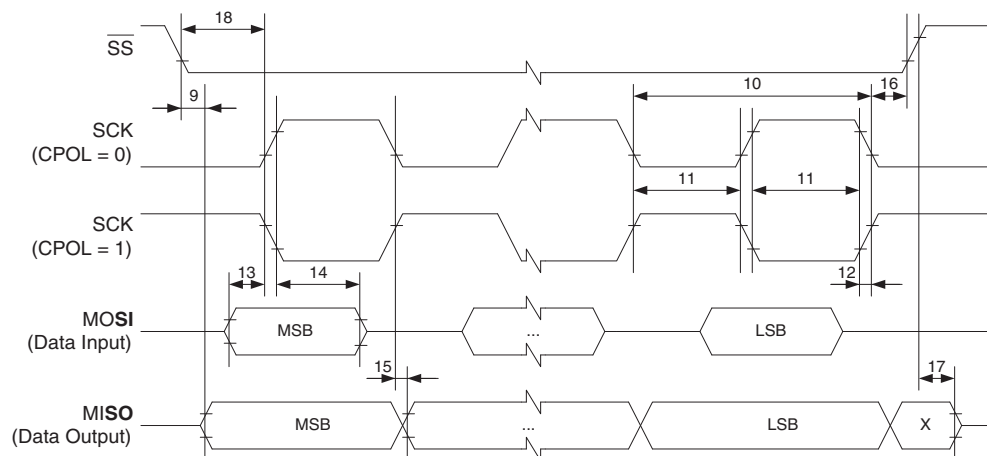 18
SS
10
16
9
SCK
(CPOL = 0)
11
11
SCK
(CPOL = 1)
13
14
12
MOSI
(Data Input)
MSB
...
LSB
15
17
MISO
(Data Output)
MSB
...
LSB
X